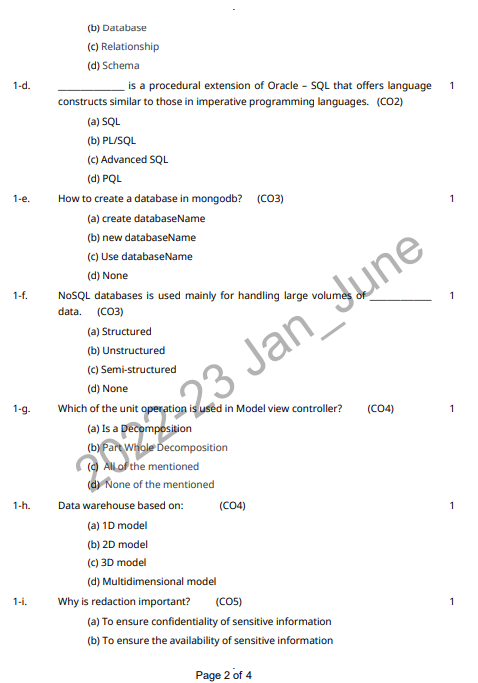 (b) Database
(c) Relationship
(d) Schema
1-d. ______________ is a procedural extension of Oracle – SQL that offers language 1
constructs similar to those in imperative programming languages. (CO2)
(a) SQL
(b) PL/SQL
(c) Advanced SQL
(d) PQL
1-e. How to create a database in mongodb? (CO3) 1
(a) create databaseName
(b) new databaseName
(c) Use databaseName
(d) None
1-f. NoSQL databases is used mainly for handling large volumes of ____________ 1
data. (CO3)
(a) Structured
(b) Unstructured
(c) Semi-structured
(d) None
1-g. Which of the unit operation is used in Model view controller? (CO4) 1
(a) Is a Decomposition
(b) Part Whole Decomposition
(c) All of the mentioned
(d) None of the mentioned
1-h. Data warehouse based on: (CO4) 1
(a) 1D model
(b) 2D model
(c) 3D model
(d) Multidimensional model
1-i. Why is redaction important? (CO5) 1
(a) To ensure confidentiality of sensitive information
(b) To ensure the availability of sensitive information
Page 2 of 4
2022-23 Jan_June